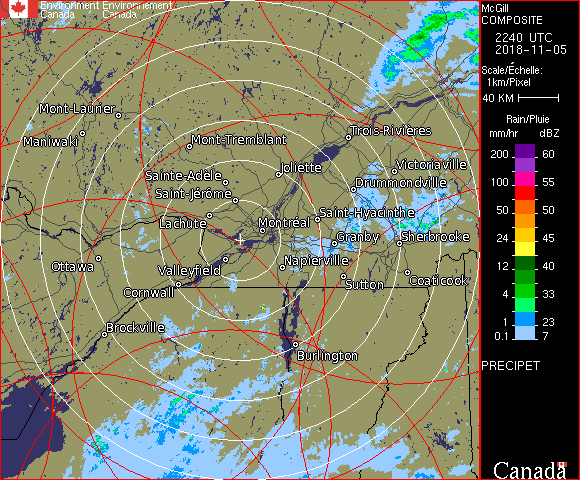 Environment Environnement
Canada Canada
McGill
COMPOSITE
2240 UTC
2018-11-05
Scale/Échelle:
1km/Pixel
40 KM
Rain/Pluie
mm/hr dBZ
200 60
55
100 55
50 50
24 45
30
12 40
4 33
1 23
0.1 7
PRECIPET
Canada
Mont-Laurier
Maniwaki
Mont-Tremblant
Trois-Rivières
Sainte-Adèle
Joliette
Victoriaville
Saint-Jérôme
Drummondville
Lachute
Saint-Hyacinthe
Montréal
Granby
Sherbrooke
Ottawa
Valleyfield
Napierville
Cornwall
Sutton
Coaticook
Brockville
Burlington